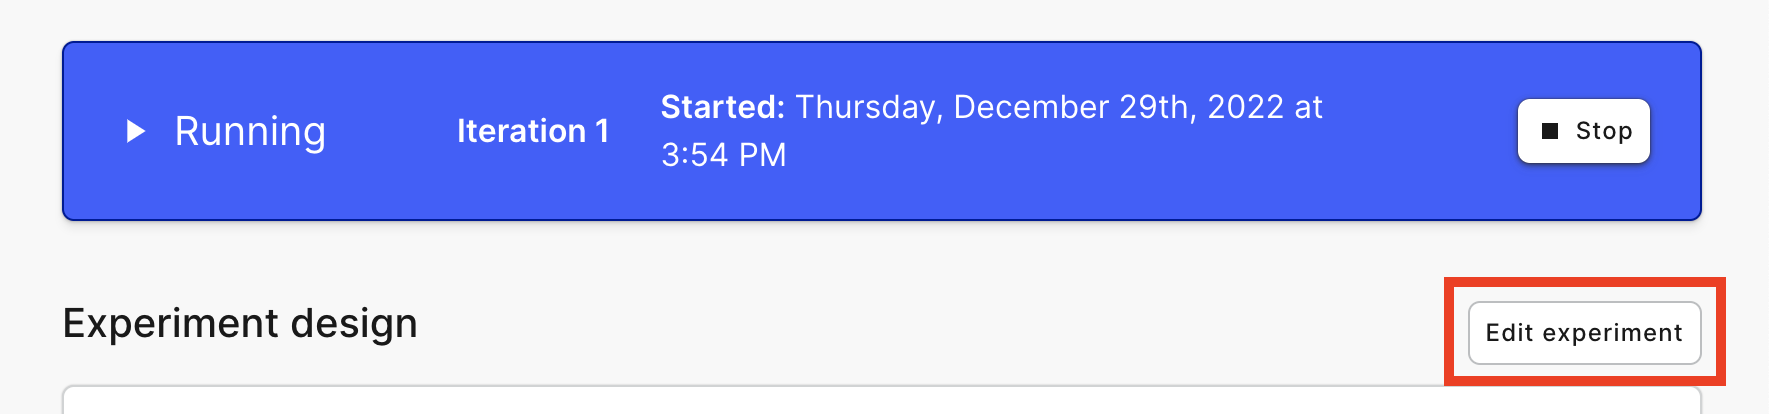 Running
Iteration 1
Started: Thursday, December 29th, 2022 at
3:54 PM
Stop
Experiment design
Edit experiment